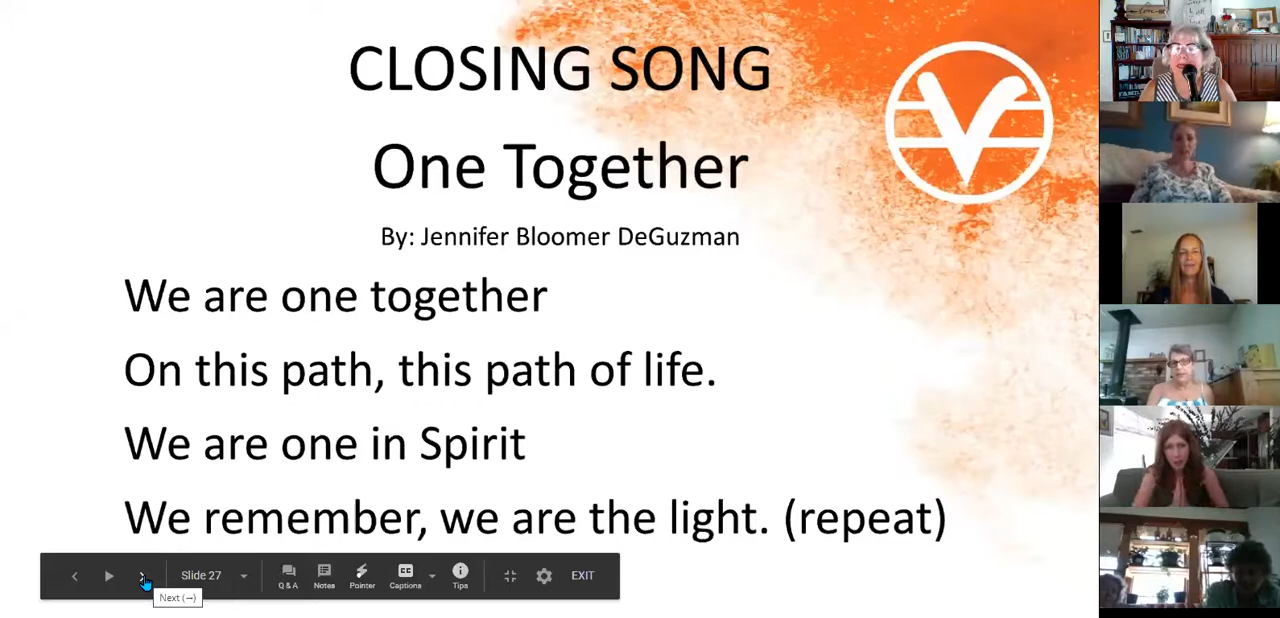 CLOSING SONG
One Together
By: Jennifer Bloomer DeGuzman
We are one together
On this path, this path of life.
We are one in Spirit
We remember, we are the light. (repeat)
Slide 27
Q & A
Notes
Pointer
CC
Captions
Tips
EXIT
Next (→)